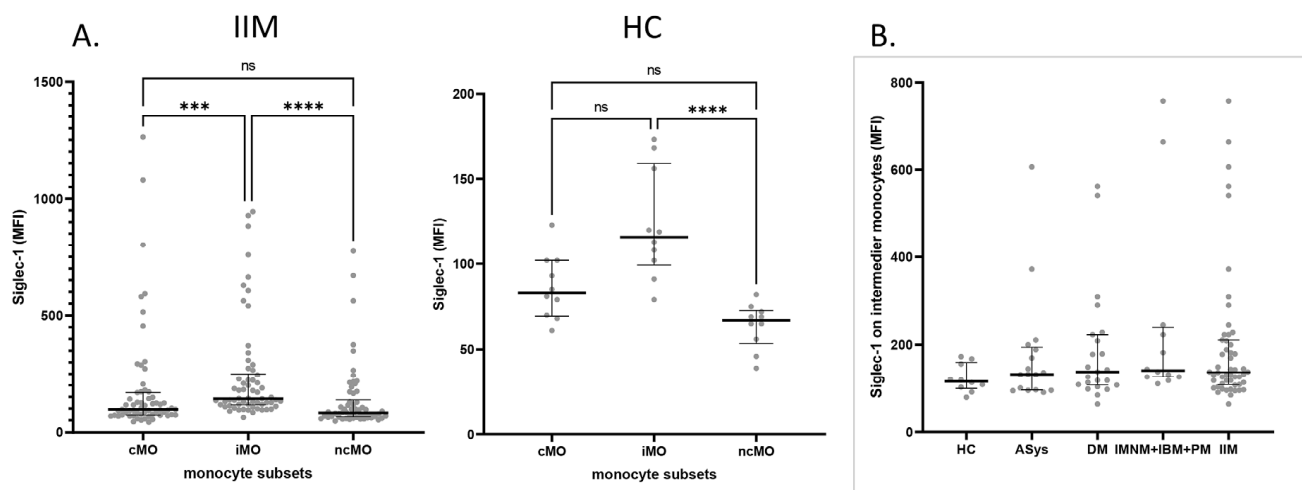 A.
IIM
ns
***
****
1500
1000
500
0
Siglec-1 (MFI)
cMO iMO ncMO
monocyte subsets
HC
ns
ns
****
200
150
100
50
0
Siglec-1 (MFI)
cMO iMO ncMO
monocyte subsets
B.
800
600
400
200
0
Siglec-1 on intermedier monocytes (MFI)
HC ASys DM IMNM+IBM+PM IIM